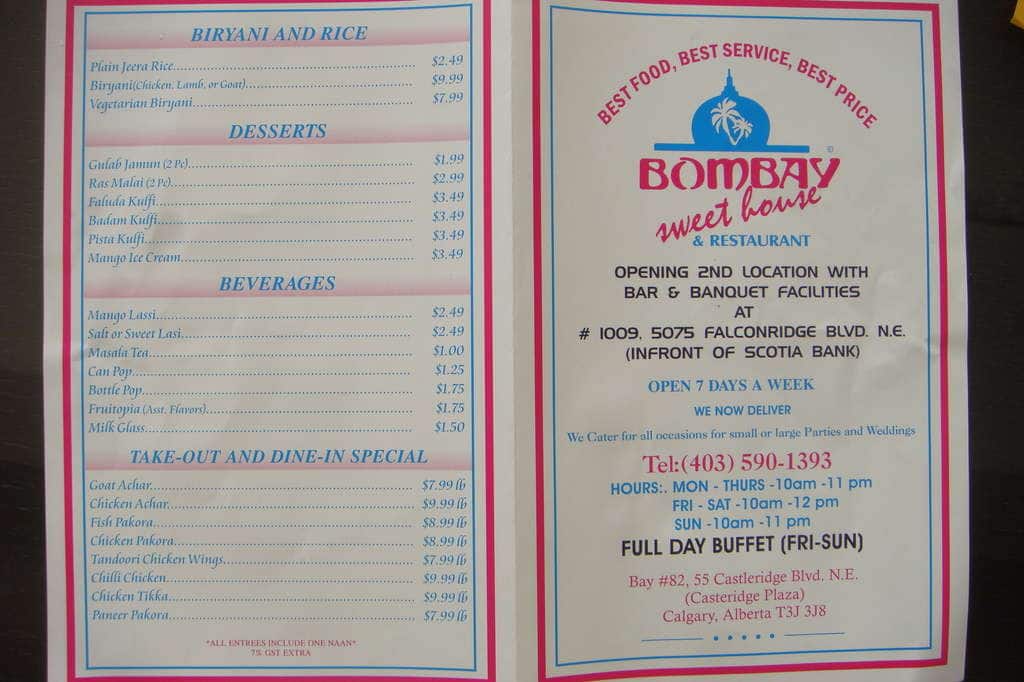 BIRYANI AND RICE
Plain Jeera Rice $2.49
Biryani(Chicken, Lamb, or Goat) $9.99
Vegetarian Biryani $7.99
DESSERTS
Gulab Jamun (2 Pc) $1.99
Ras Malai (2 Pc) $2.99
Faluda Kulfi $3.49
Badam Kulfi $3.49
Pista Kulfi $3.49
Mango Ice Cream $3.49
BEVERAGES
Mango Lassi $2.49
Salt or Sweet Lasi $2.49
Masala Tea $1.00
Can Pop $1.25
Bottle Pop $1.75
Fruitopia (Asst. Flavors) $1.75
Milk Glass $1.50
TAKE-OUT AND DINE-IN SPECIAL
Goat Achar $7.99 lb
Chicken Achar $9.99 lb
Fish Pakora $8.99 lb
Chicken Pakora $8.99 lb
Tandoori Chicken Wings $7.99 lb
Chilli Chicken $9.99 lb
Chicken Tikka $9.99 lb
Paneer Pakora $7.99 lb
*ALL ENTREES INCLUDE ONE NAAN*
7% GST EXTRA
BEST FOOD, BEST SERVICE, BEST PRICE
BOMBAY
sweet house
& RESTAURANT
OPENING 2ND LOCATION WITH
BAR & BANQUET FACILITIES
AT
# 1009, 5075 FALCONRIDGE BLVD. N.E.
(INFRONT OF SCOTIA BANK)
OPEN 7 DAYS A WEEK
WE NOW DELIVER
We Cater for all occasions for small or large Parties and Weddings
Tel:(403) 590-1393
HOURS:. MON - THURS -10am -11 pm
FRI - SAT -10am -12 pm
SUN -10am -11 pm
FULL DAY BUFFET (FRI-SUN)
Bay #82, 55 Castleridge Blvd. N.E.
(Casteridge Plaza)
Calgary, Alberta T3J 3J8